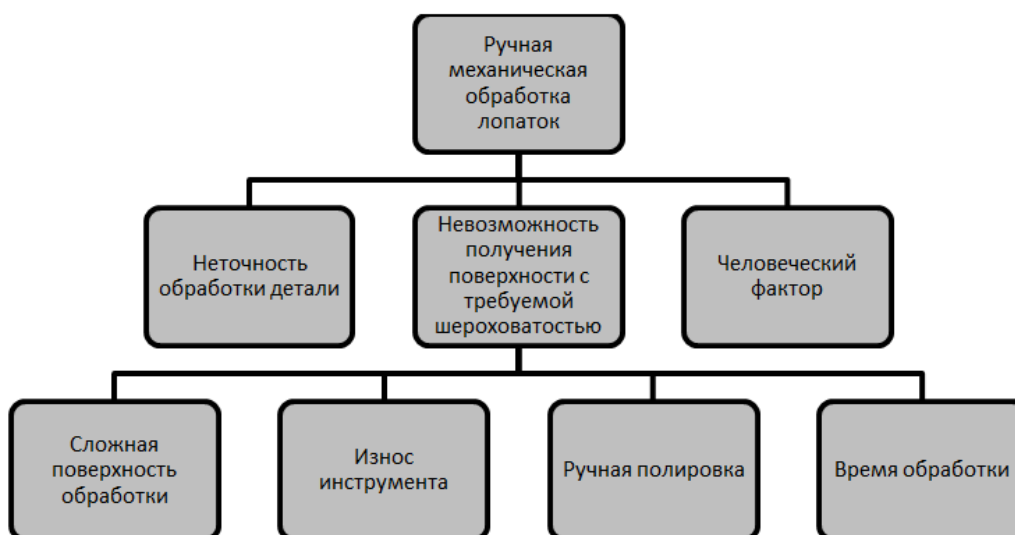 Ручная
механическая
обработка
лопаток
Неточность
обработки детали
Невозможность
получения
поверхности с
требуемой
шероховатостью
Человеческий
фактор
Сложная
поверхность
обработки
Износ
инструмента
Ручная полировка
Время обработки